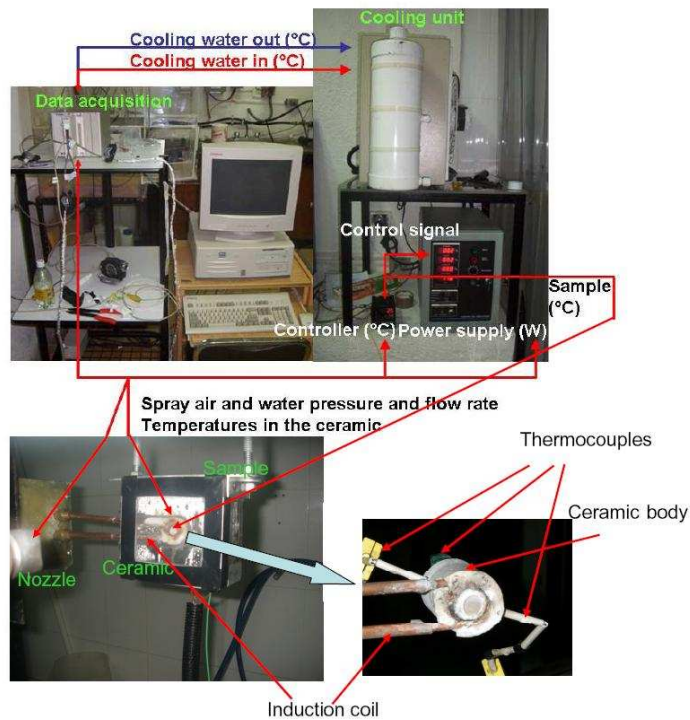 Cooling unit
Cooling water out (°C)
Cooling water in (°C)
Data acquisition
Control signal
Sample
(°C)
Controller (°C) Power supply (W)
Spray air and water pressure and flow rate
Temperatures in the ceramic
Thermocouples
Sample
Ceramic body
Ceramic
Nozzle
Induction coil